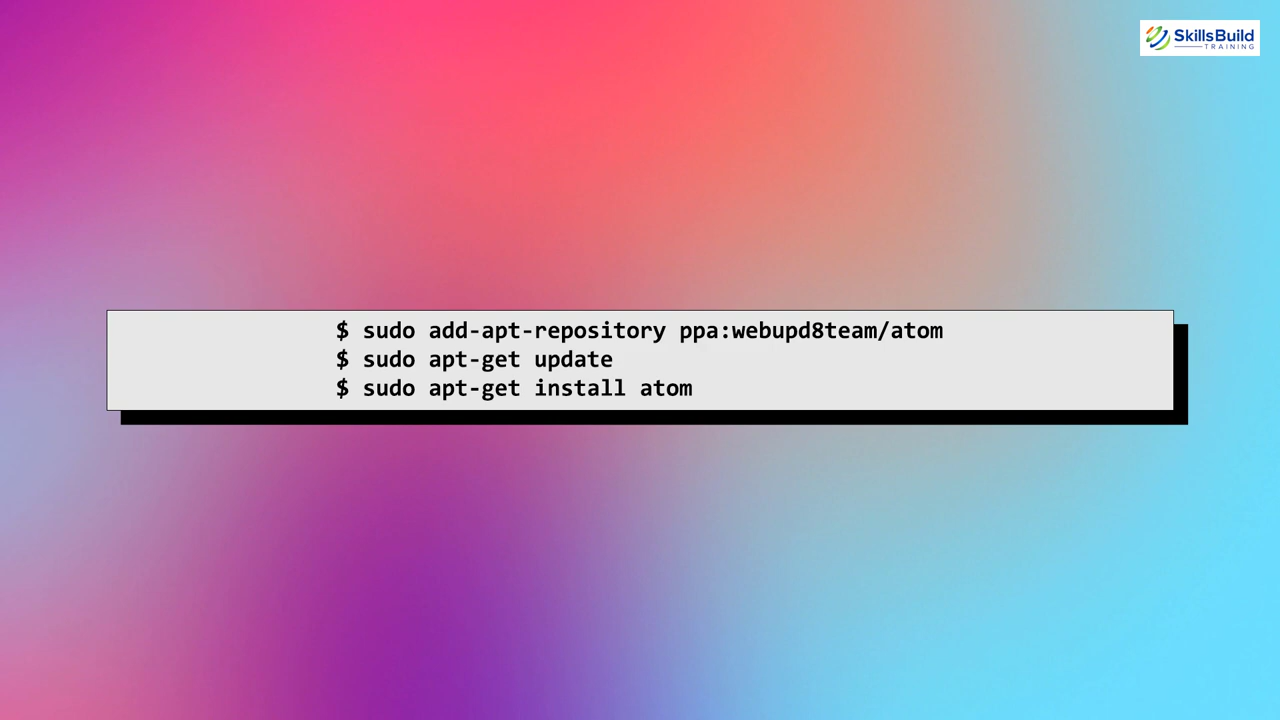 SkillsBuild
TRAINING
$ sudo add-apt-repository ppa:webupd8team/atom
$ sudo apt-get update
$ sudo apt-get install atom